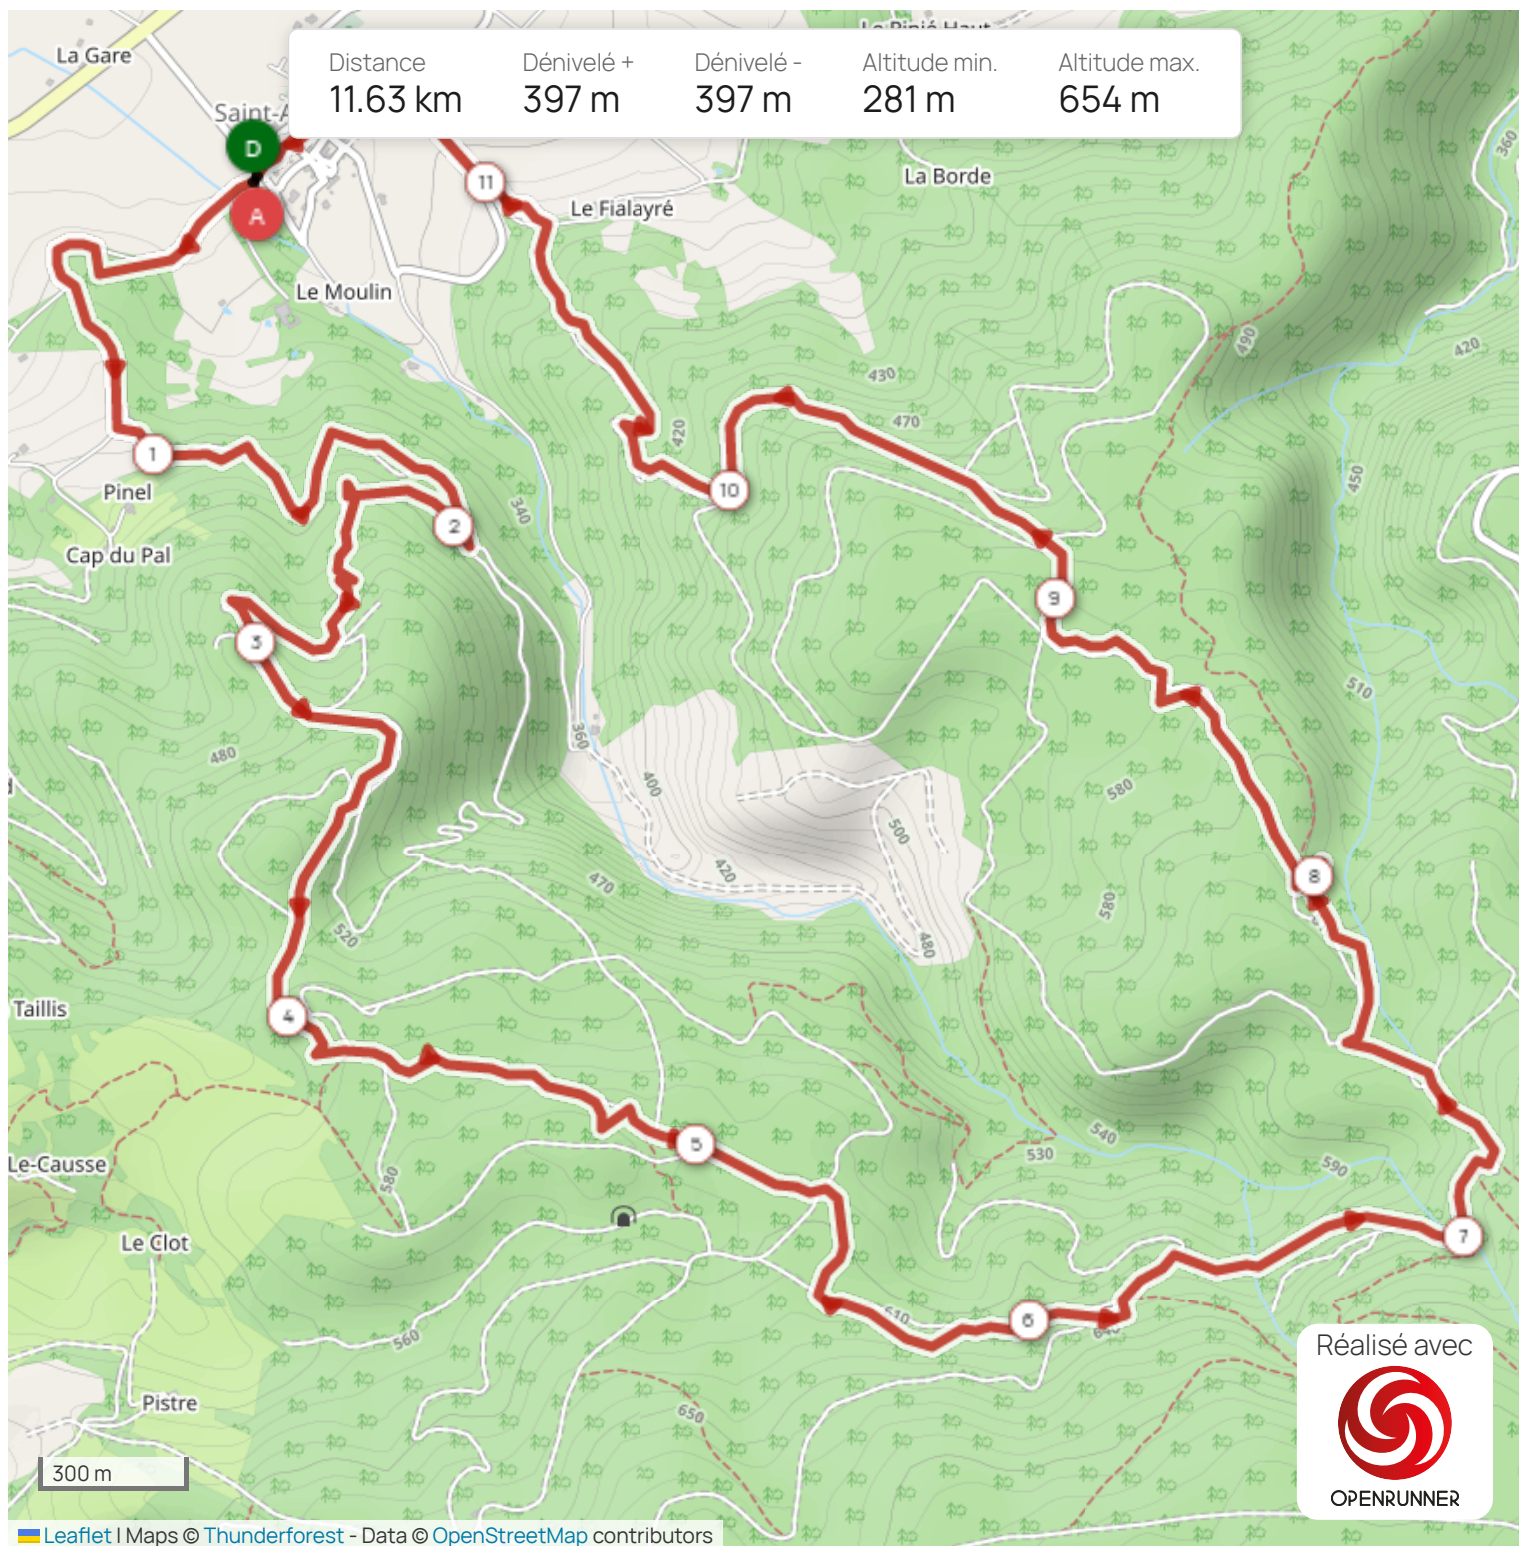 Distance
11.63 km
Dénivelé +
397 m
Dénivelé -
397 m
Altitude min.
281 m
Altitude max.
654 m
La Gare
D
A
11
La Borde
Le Fialayré
360
Le Moulin
490
420
430
470
420
1
10
Pinel
340
450
2
Cap du Pal
9
3
510
360
480
400
580
500
420
470
8
580
520
480
Taillis
4
540
5
530
Le-Causse
590
580
Le Clot
7
610
6
560
Réalisé avec
Pistre
650
300 m
OPENRUNNER
Leaflet | Maps © Thunderforest - Data © OpenStreetMap contributors